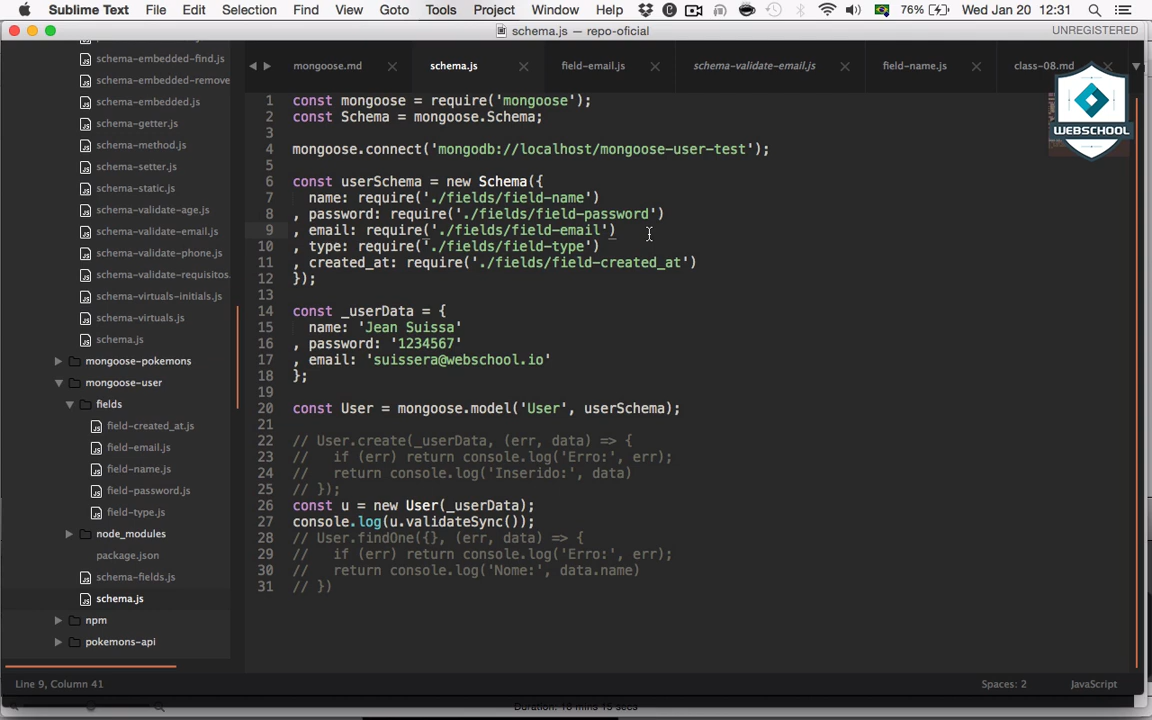 Sublime Text File Edit Selection Find View Goto Tools Project Window Help 76% Wed Jan 20 12:31
schema.js — repo-oficial UNREGISTERED
mongoose.md schema.js field-email.js schema-validate-email.js field-name.js class-08.md
WEBSCHOOL
schema-embedded-find.js
schema-embedded-remove
schema-embedded.js
schema-getter.js
schema-method.js
schema-setter.js
schema-static.js
schema-validate-age.js
schema-validate-email.js
schema-validate-phone.js
schema-validate-requisitos.
schema-virtuals-initials.js
schema-virtuals.js
schema.js
mongoose-pokemons
mongoose-user
fields
field-created_at.js
field-email.js
field-name.js
field-password.js
field-type.js
node_modules
package.json
schema-fields.js
schema.js
npm
pokemons-api
1 const mongoose = require('mongoose');
2 const Schema = mongoose.Schema;
3
4 mongoose.connect('mongodb://localhost/mongoose-user-test');
5
6 const userSchema = new Schema({
7 name: require('./fields/field-name')
8 , password: require('./fields/field-password')
9 , email: require('./fields/field-email')
10 , type: require('./fields/field-type')
11 , created_at: require('./fields/field-created_at')
12 });
13
14 const _userData = {
15 name: 'Jean Suissa'
16 , password: '1234567'
17 , email: 'suissera@webschool.io'
18 };
19
20 const User = mongoose.model('User', userSchema);
21
22 // User.create(_userData, (err, data) => {
23 // if (err) return console.log('Erro:', err);
24 // return console.log('Inserido:', data)
25 // });
26 const u = new User(_userData);
27 console.log(u.validateSync());
28 // User.findOne({}, (err, data) => {
29 // if (err) return console.log('Erro:', err);
30 // return console.log('Nome:', data.name)
31 // })
Line 9, Column 41 Spaces: 2 JavaScript
Duration: 16 mins 15 secs